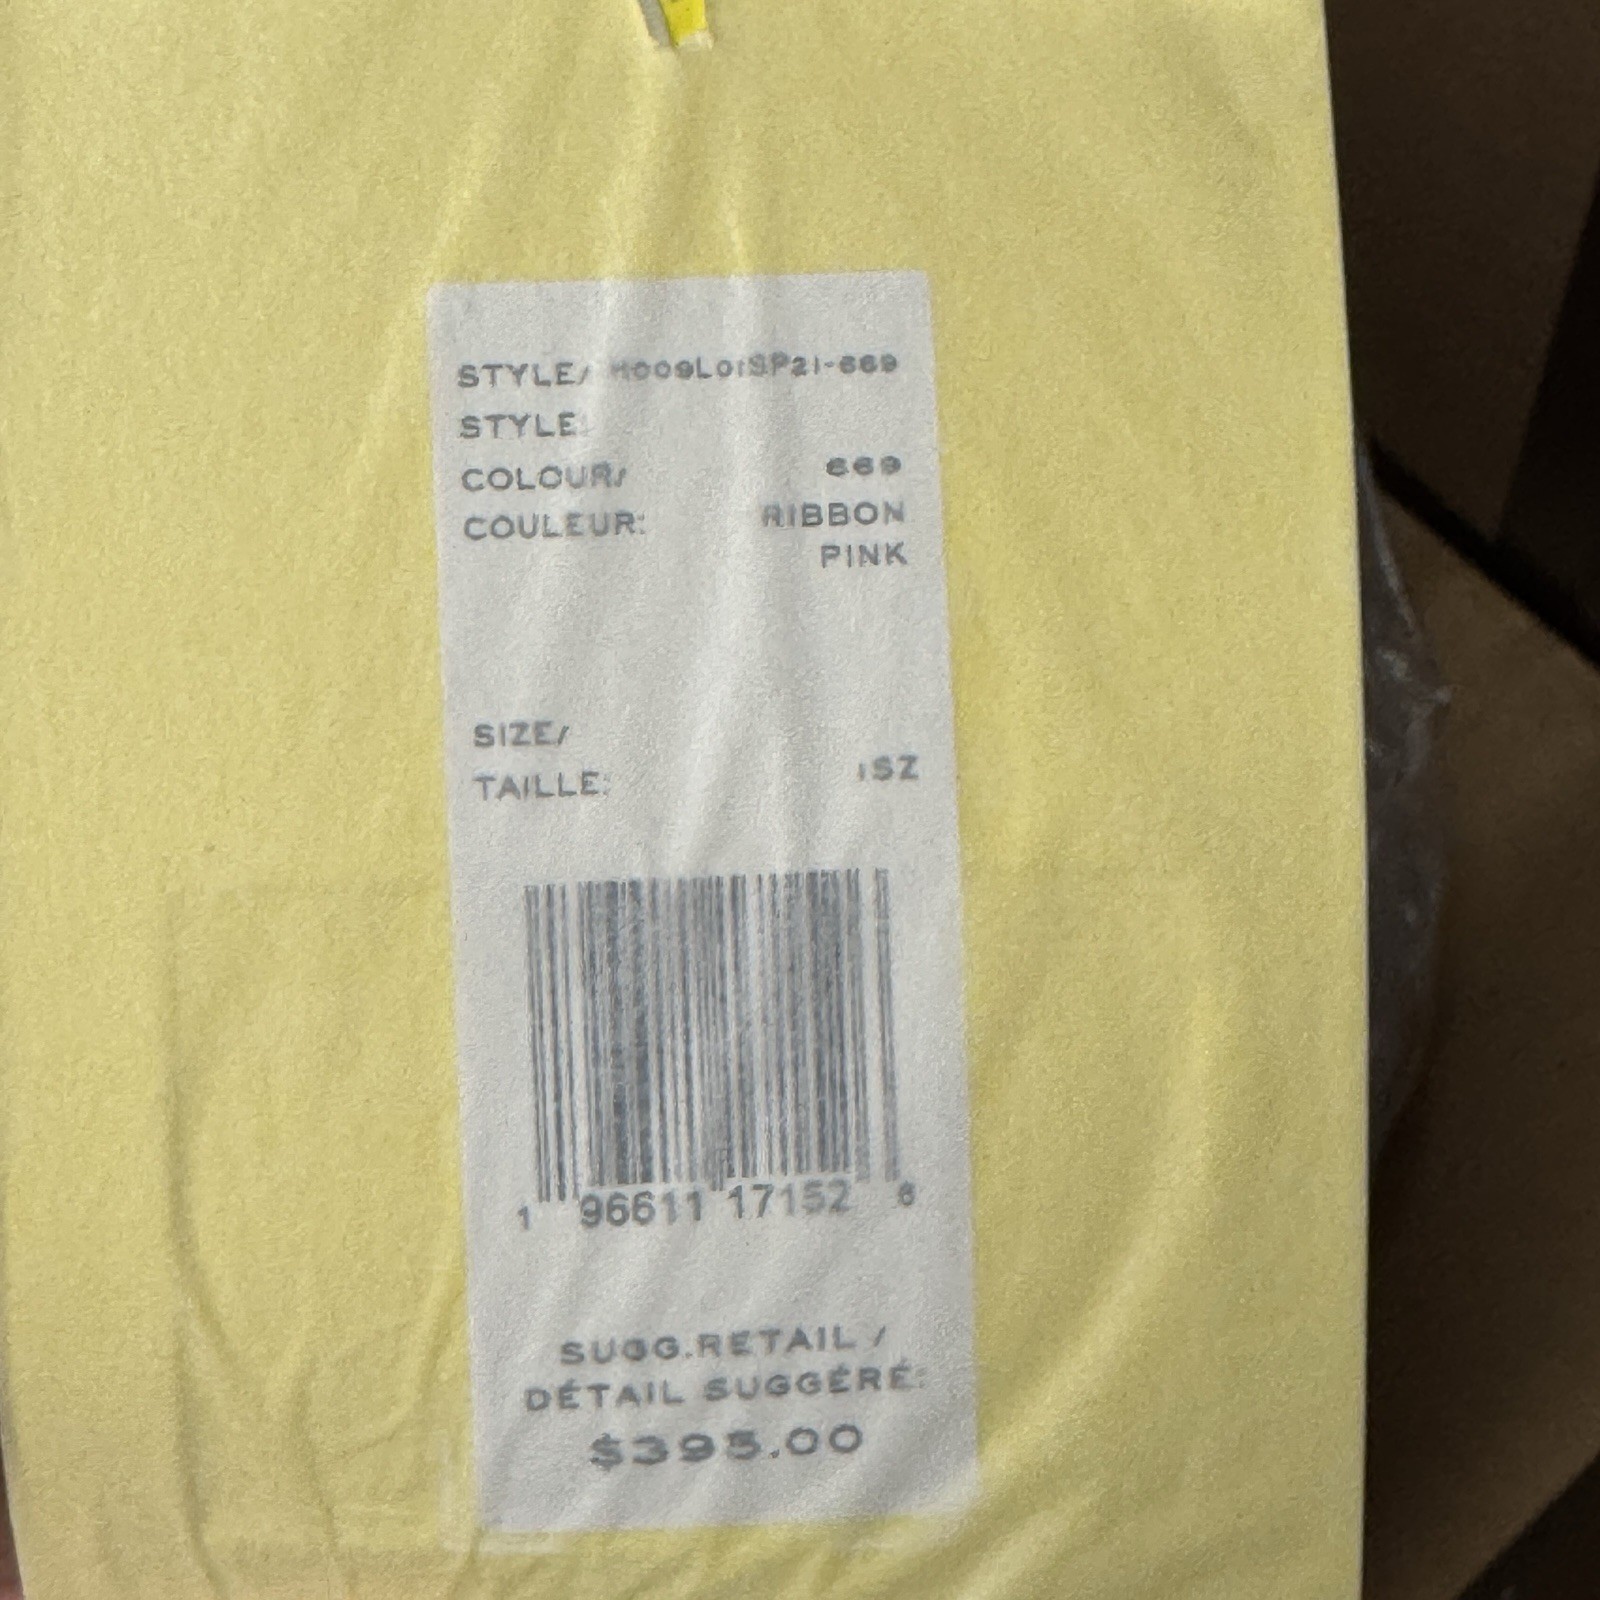 STYLE/ H009L01SP21-669
STYLE:
COLOUR/ 669
COULEUR: RIBBON
PINK
SIZE/
TAILLE: 1SZ
1 96611 17152 6
SUGG.RETAIL /
DÉTAIL SUGGÉRÉ:
$395.00